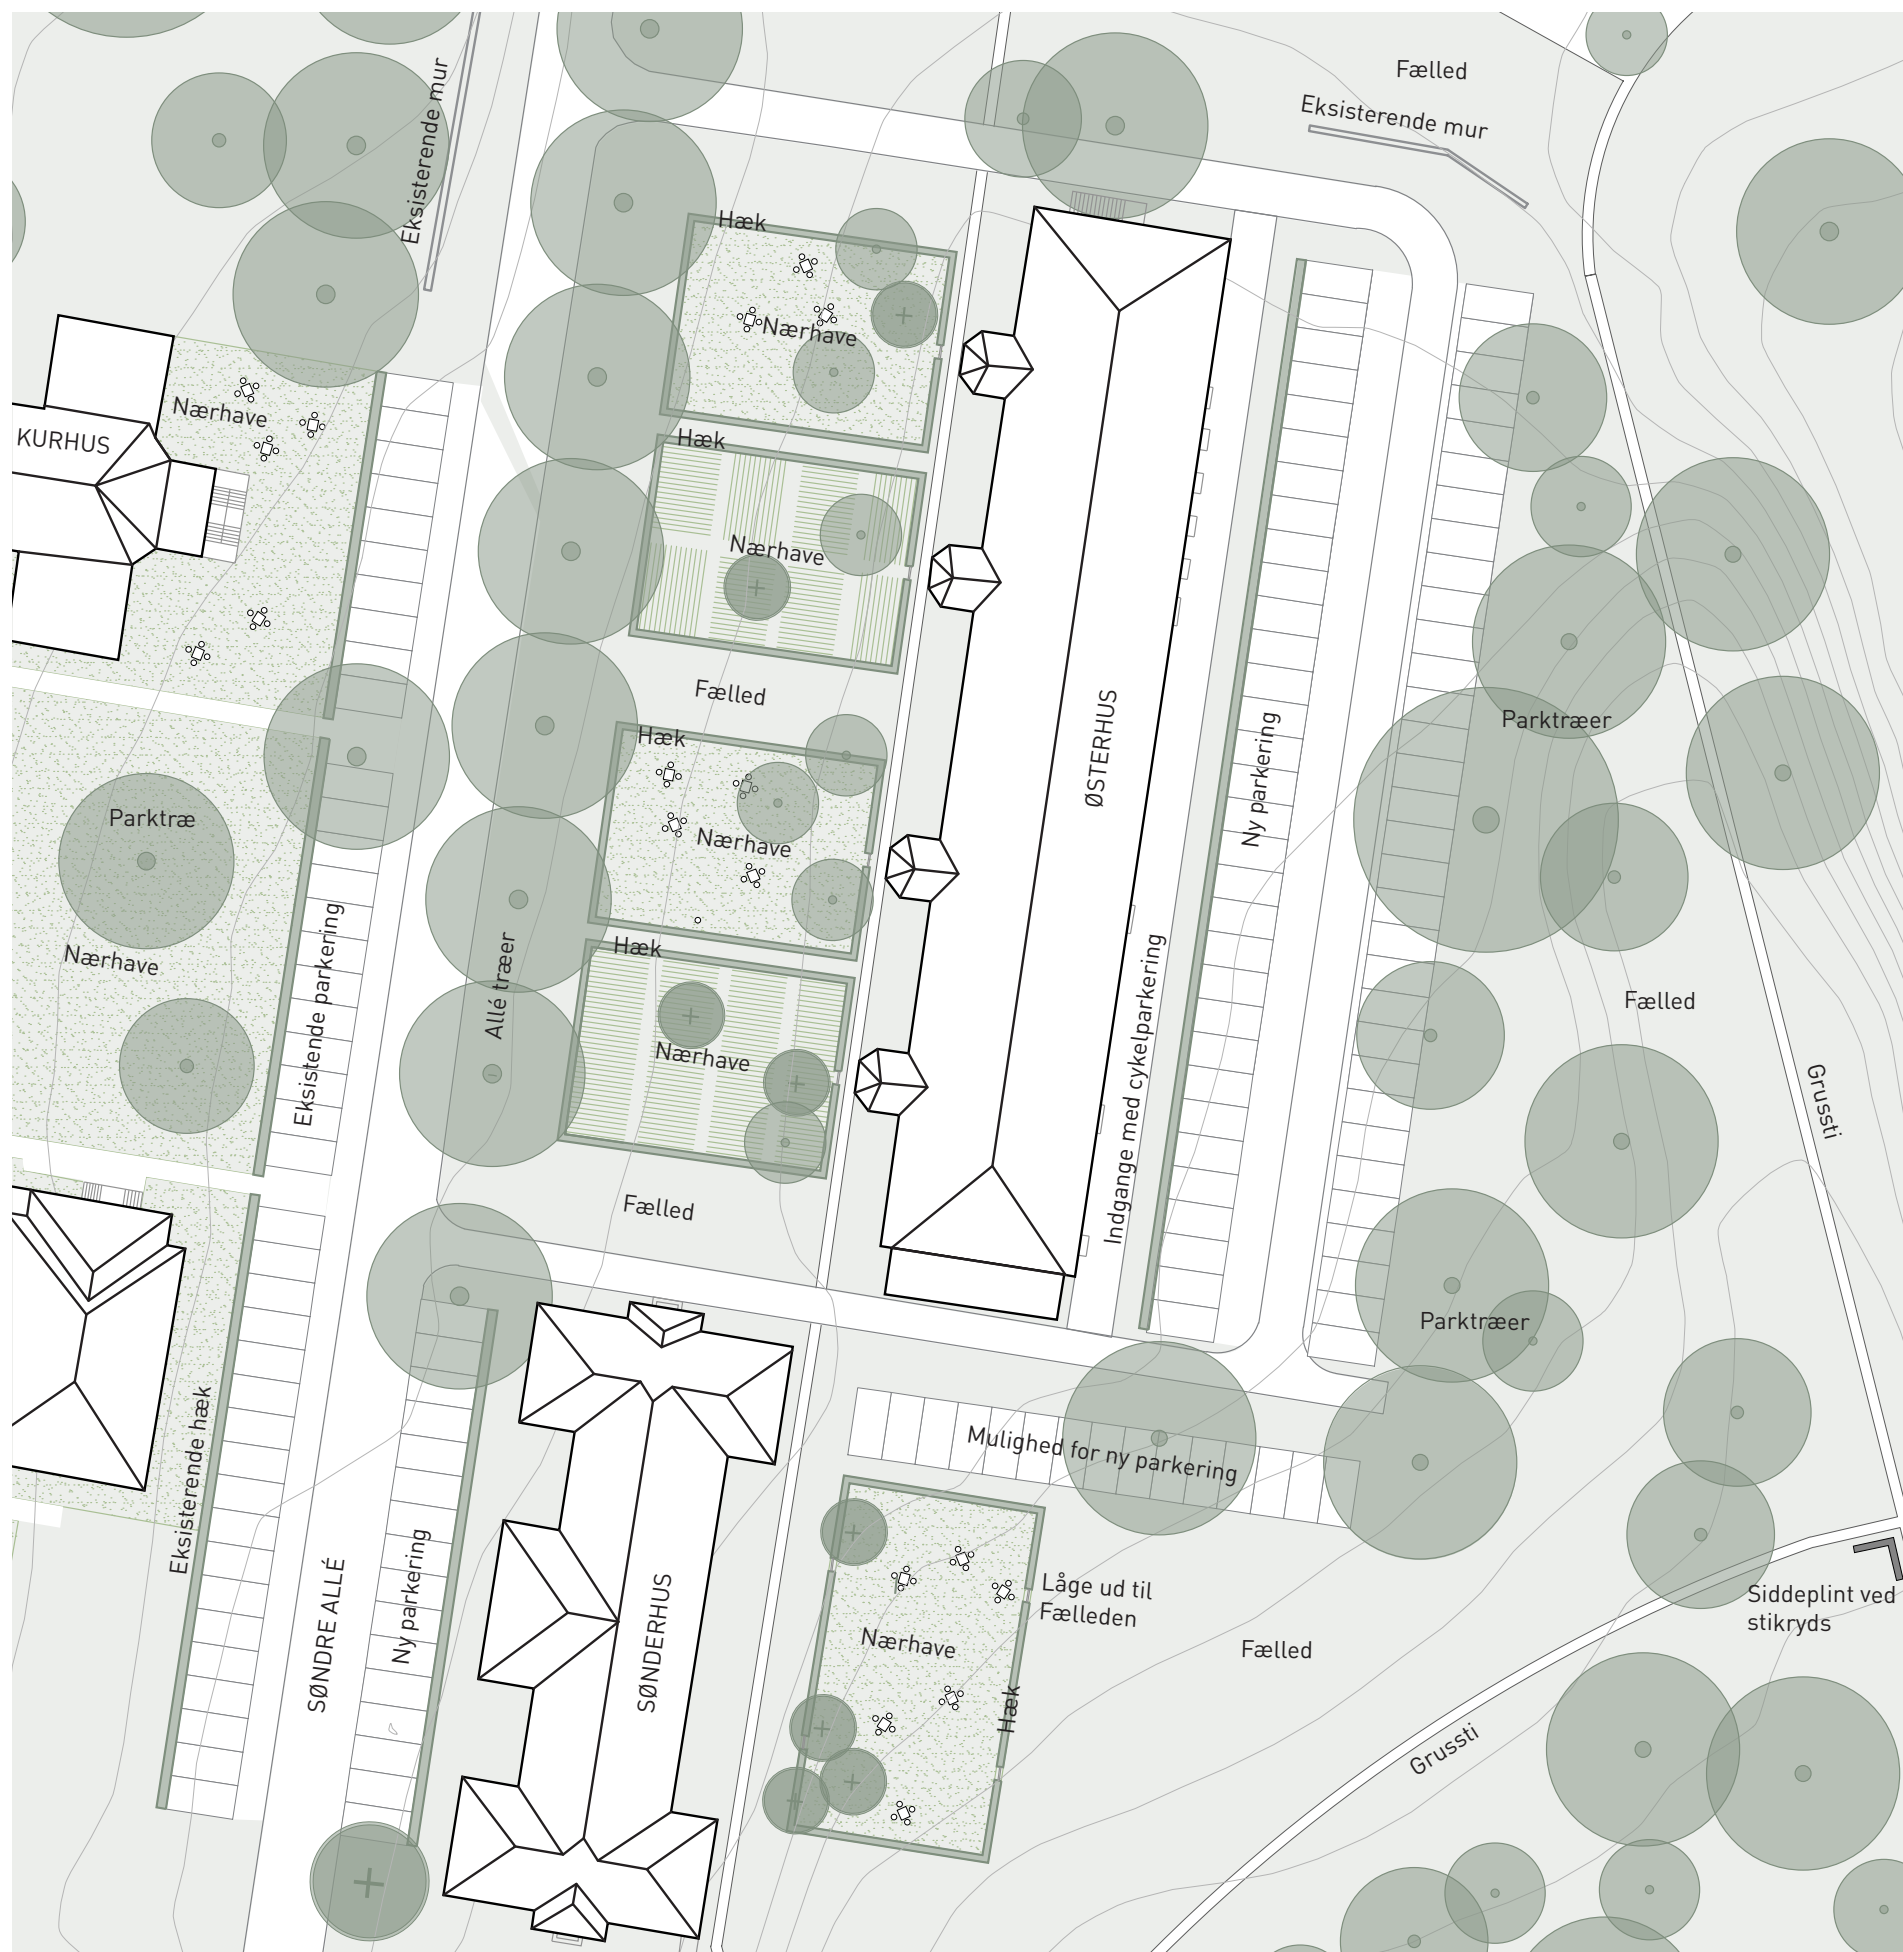 Fælled
Eksisterende mur
Eksisterende mur
Hæk
Nærhave
Nærhave
KURHUS
Hæk
Nærhave
Fælled
Hæk
ØSTERHUS
Ny parkering
Parktræer
Parktræ
Nærhave
Nærhave
Eksistende parkering
Allé træer
Hæk
Nærhave
Indgange med cykelparkering
Fælled
Grussti
Fælled
Parktræer
Eksisterende hæk
Mulighed for ny parkering
SØNDRE ALLÉ
Ny parkering
SØNDERHUS
Låge ud til
Fælleden
Nærhave
Hæk
Fælled
Siddeplint ved
stikryds
Grussti